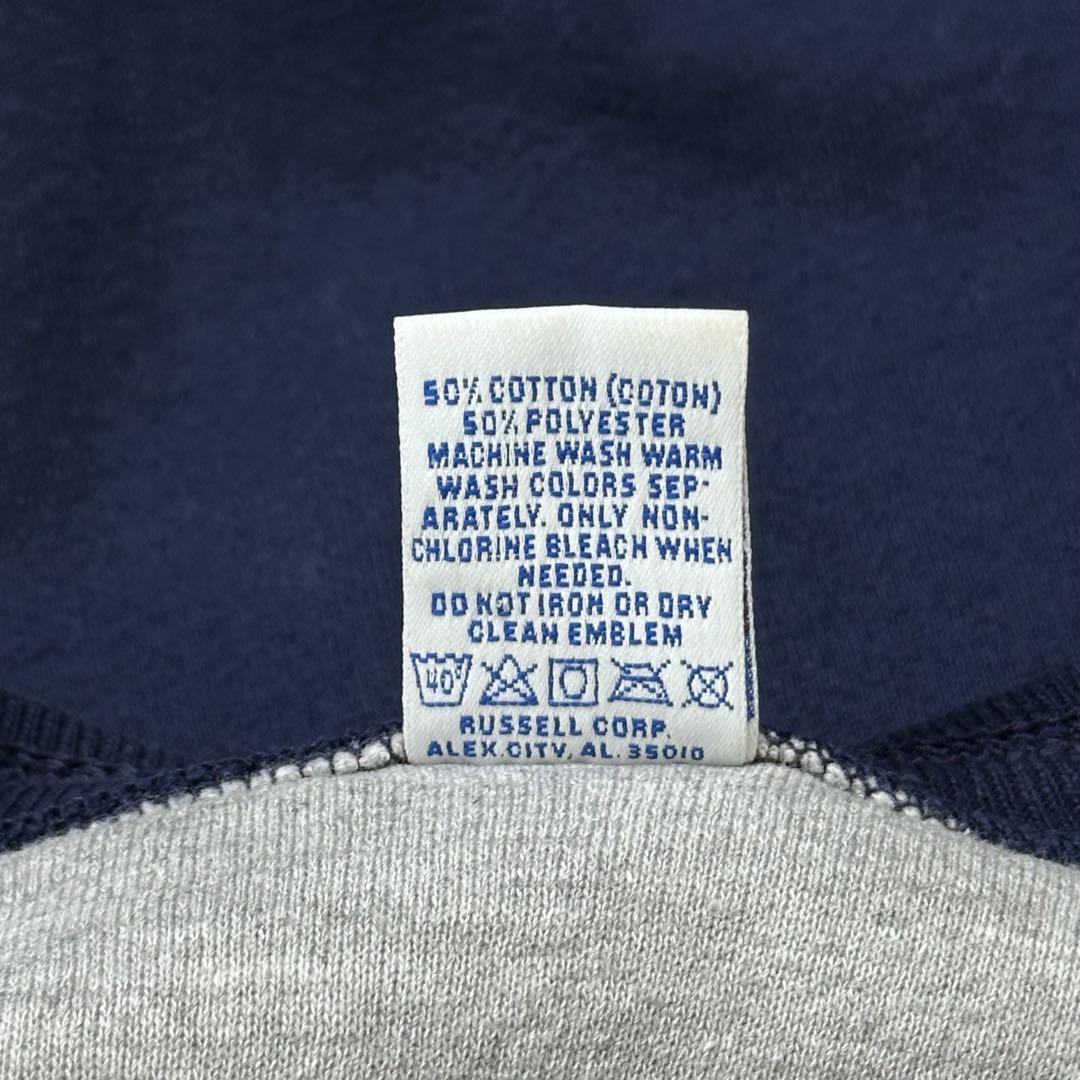 50% COTTON (COTON)
50% POLYESTER
MACHINE WASH WARM
WASH COLORS SEP-
ARATELY. ONLY NON-
CHLORINE BLEACH WHEN
NEEDED.
DO NOT IRON OR DRY
CLEAN EMBLEM
40°
RUSSELL CORP.
ALEX.CITY, AL. 35010